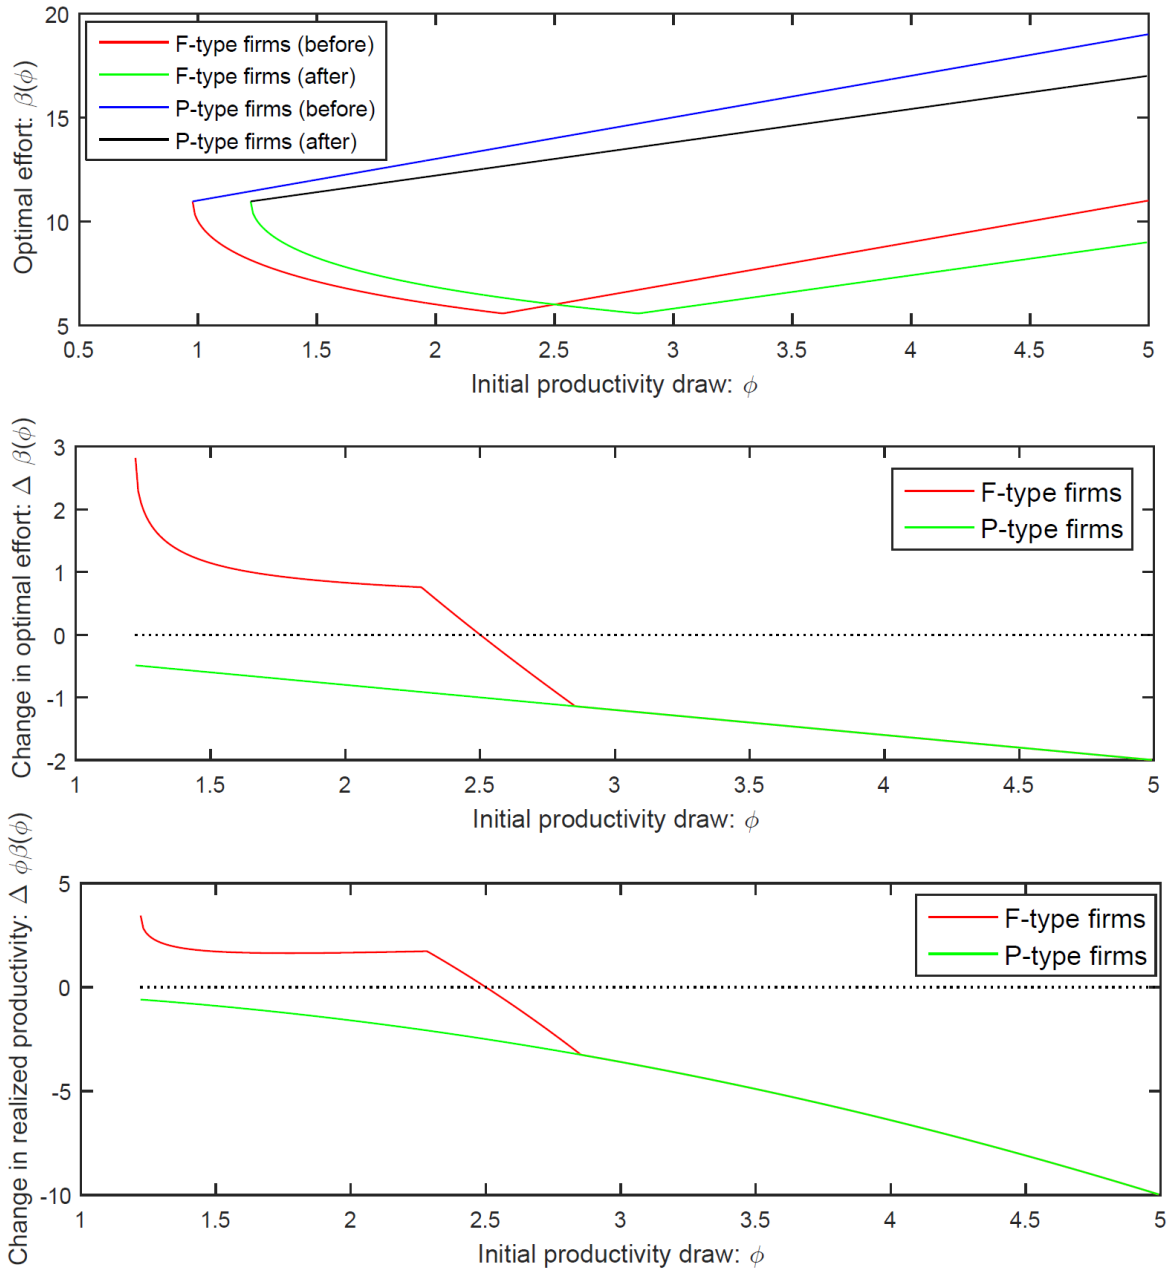 20
15
10
5
Optimal effort: β(ϕ)
F-type firms (before)
F-type firms (after)
P-type firms (before)
P-type firms (after)
0.5 1 1.5 2 2.5 3 3.5 4 4.5 5
Initial productivity draw: ϕ
3
2
1
0
-1
-2
Change in optimal effort: Δ β(ϕ)
F-type firms
P-type firms
1 1.5 2 2.5 3 3.5 4 4.5 5
Initial productivity draw: ϕ
5
0
-5
-10
Change in realized productivity: Δ ϕβ(ϕ)
F-type firms
P-type firms
1 1.5 2 2.5 3 3.5 4 4.5 5
Initial productivity draw: ϕ